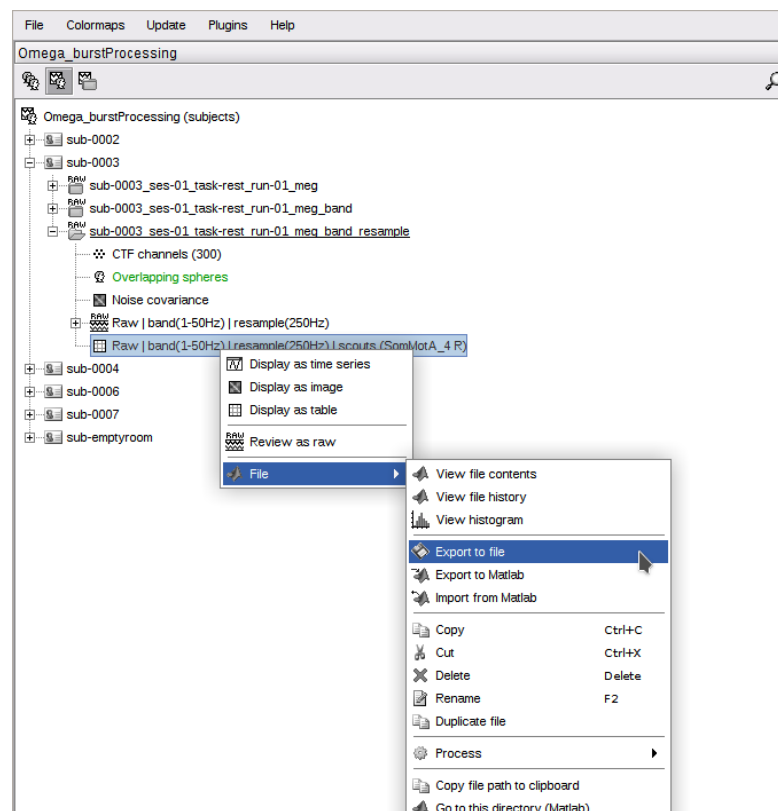 File Colormaps Update Plugins Help
Omega_burstProcessing
Omega_burstProcessing (subjects)
sub-0002
sub-0003
RAW sub-0003_ses-01_task-rest_run-01_meg
RAW sub-0003_ses-01_task-rest_run-01_meg_band
RAW sub-0003_ses-01_task-rest_run-01_meg_band_resample
CTF channels (300)
Overlapping spheres
Noise covariance
RAW Raw | band(1-50Hz) | resample(250Hz)
Raw | band(1-50Hz) | resample(250Hz) | scouts (SomMotA_4 R)
sub-0004
sub-0006
sub-0007
sub-emptyroom
Display as time series
Display as image
Display as table
RAW Review as raw
File
View file contents
View file history
View histogram
Export to file
Export to Matlab
Import from Matlab
Copy Ctrl+C
Cut Ctrl+X
Delete Delete
Rename F2
Duplicate file
Process
Copy file path to clipboard
Go to this directory (Matlab)